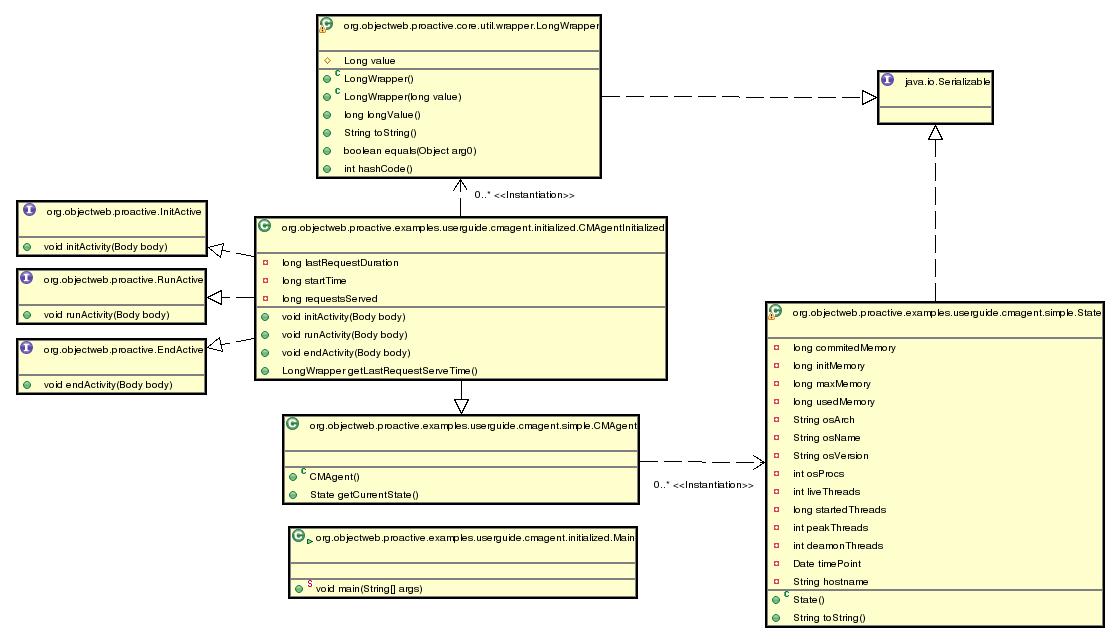 org.objectweb.proactive.core.util.wrapper.LongWrapper
Long value
LongWrapper()
LongWrapper(long value)
long longValue()
String toString()
boolean equals(Object arg0)
int hashCode()
java.io.Serializable
0..* <<Instantiation>>
org.objectweb.proactive.InitActive
void initActivity(Body body)
org.objectweb.proactive.RunActive
void runActivity(Body body)
org.objectweb.proactive.EndActive
void endActivity(Body body)
org.objectweb.proactive.examples.userguide.cmagent.initialized.CMAgentInitialized
long lastRequestDuration
long startTime
long requestsServed
void initActivity(Body body)
void runActivity(Body body)
void endActivity(Body body)
LongWrapper getLastRequestServeTime()
org.objectweb.proactive.examples.userguide.cmagent.simple.CMAgent
CMAgent()
State getCurrentState()
0..* <<Instantiation>>
org.objectweb.proactive.examples.userguide.cmagent.initialized.Main
void main(String[] args)
org.objectweb.proactive.examples.userguide.cmagent.simple.State
long commitedMemory
long initMemory
long maxMemory
long usedMemory
String osArch
String osName
String osVersion
int osProcs
int liveThreads
long startedThreads
int peakThreads
int deamonThreads
Date timePoint
String hostname
State()
String toString()